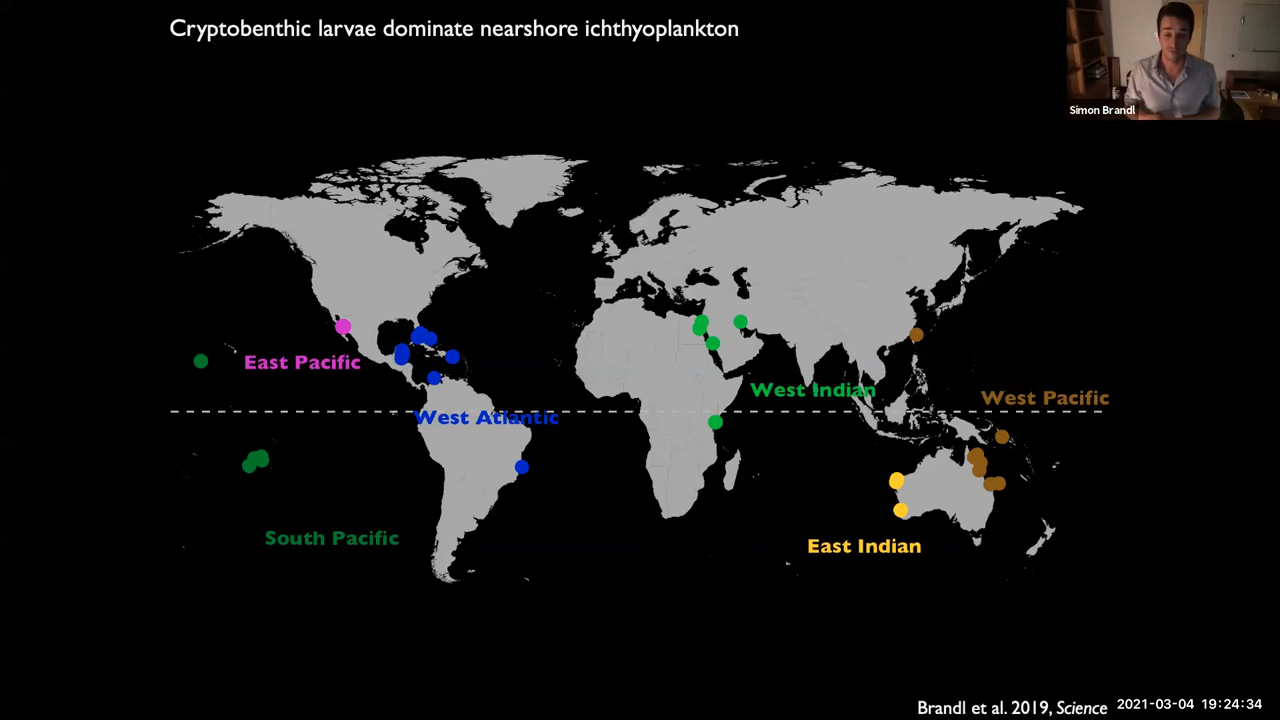 Cryptobenthic larvae dominate nearshore ichthyoplankton
Simon Brandl
East Pacific
West Indian
West Pacific
West Atlantic
South Pacific
East Indian
Brandl et al. 2019, Science
2021-03-04 19:24:34